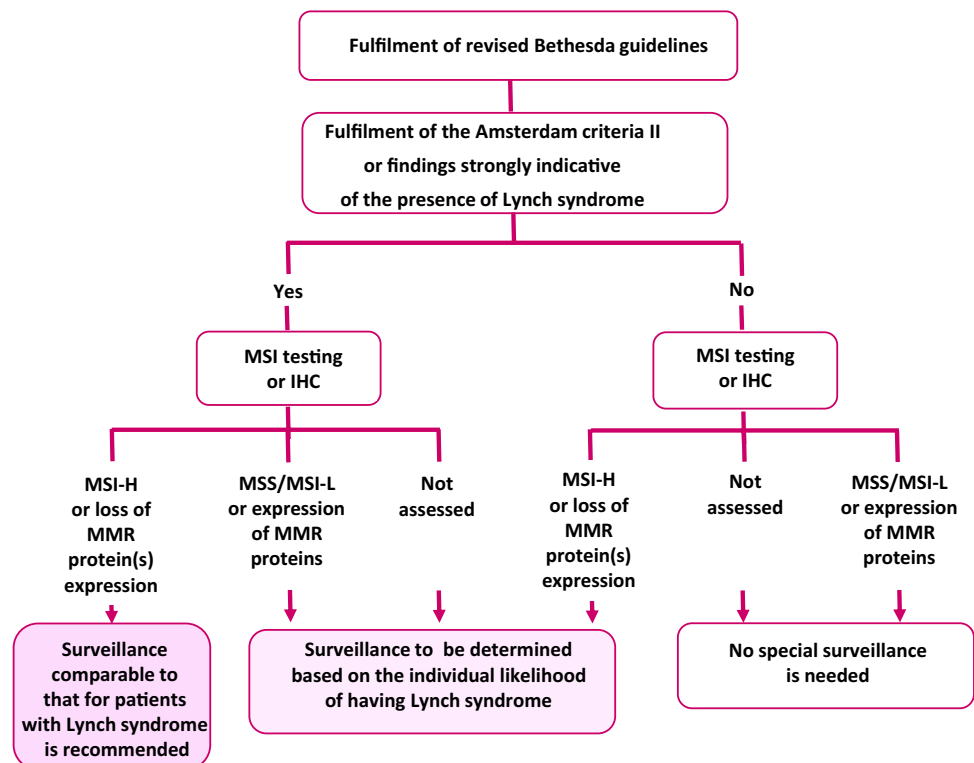 Fulfilment of revised Bethesda guidelines
Fulfilment of the Amsterdam criteria II
or findings strongly indicative
of the presence of Lynch syndrome
Yes
No
MSI testing
or IHC
MSI testing
or IHC
MSI-H
or loss of
MMR
protein(s)
expression
MSS/MSI-L
or expression
of MMR
proteins
Not
assessed
MSI-H
or loss of
MMR
protein(s)
expression
Not
assessed
MSS/MSI-L
or expression
of MMR
proteins
Surveillance
comparable to
that for patients
with Lynch syndrome
is recommended
Surveillance to be determined
based on the individual likelihood
of having Lynch syndrome
No special surveillance
is needed